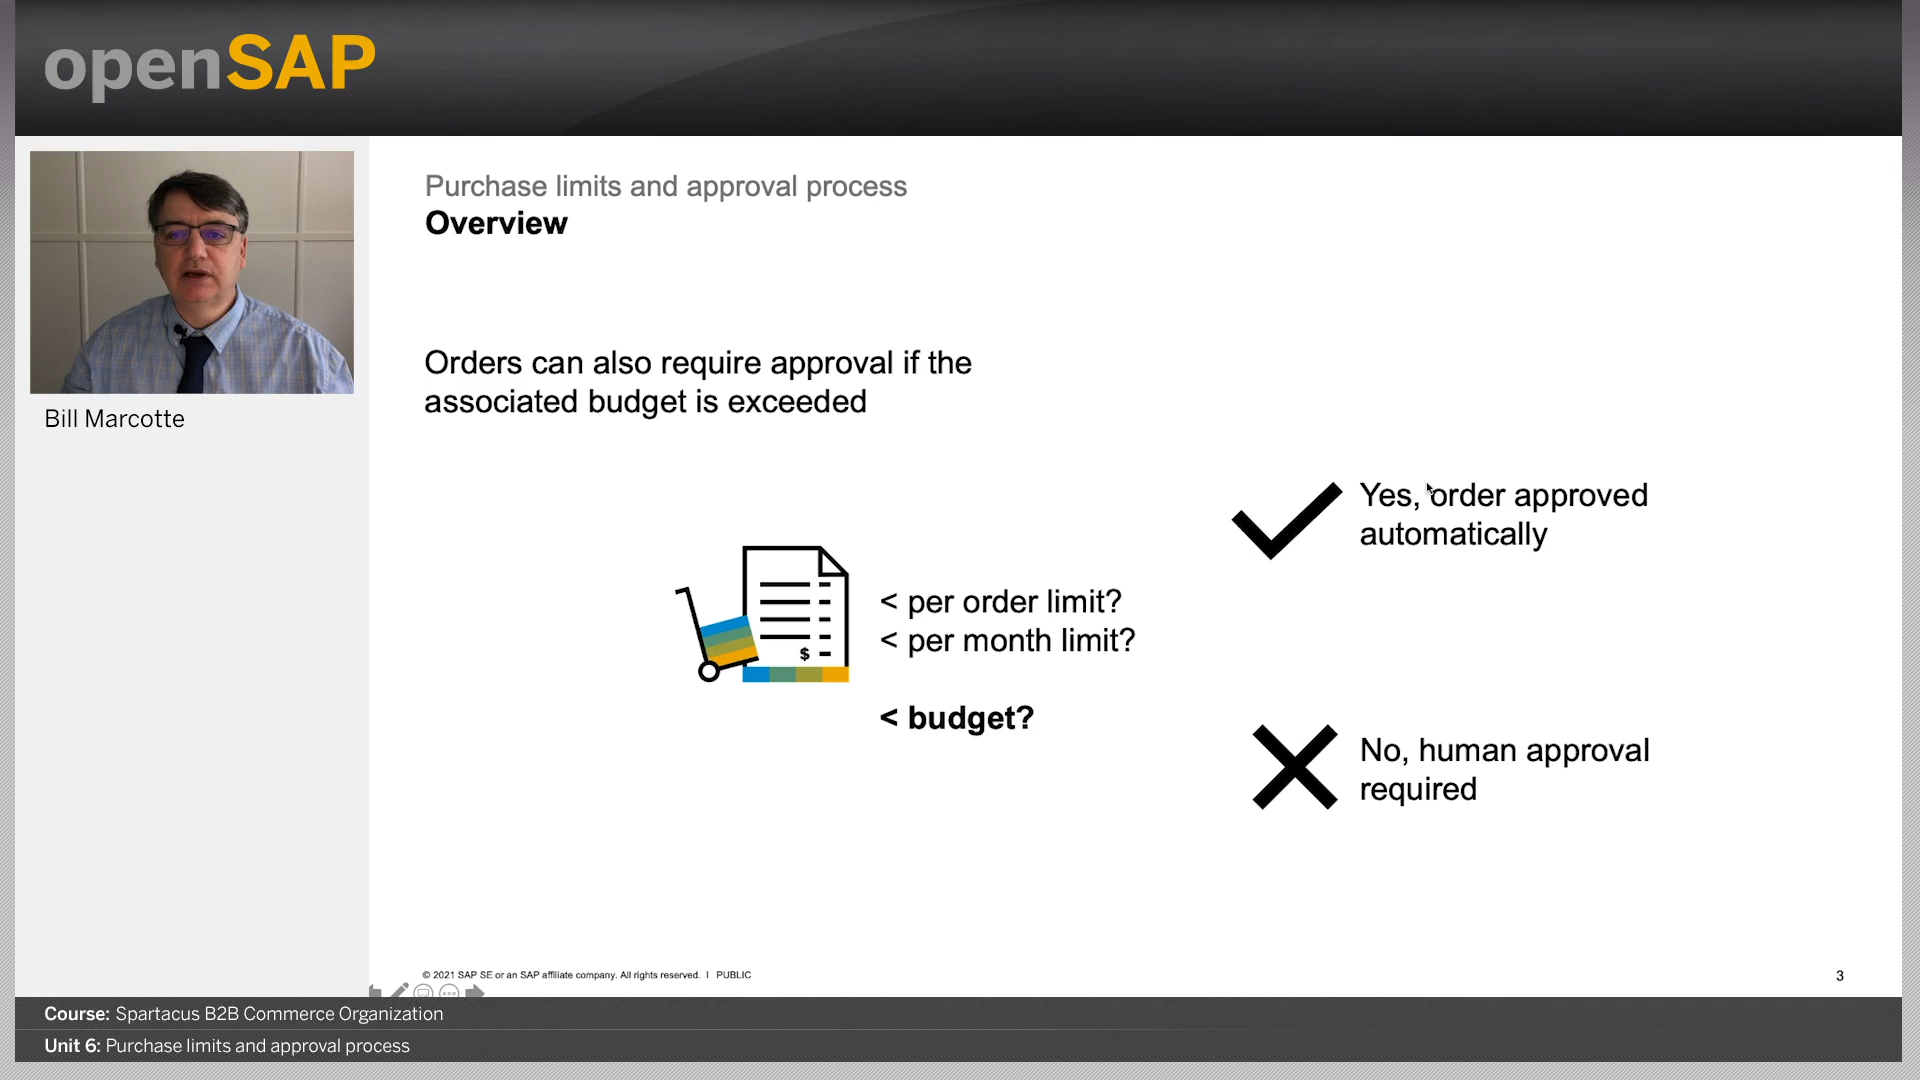 openSAP
Bill Marcotte
Purchase limits and approval process
Overview
Orders can also require approval if the
associated budget is exceeded
$
< per order limit?
< per month limit?
< budget?
Yes, order approved
automatically
No, human approval
required
© 2021 SAP SE or an SAP affiliate company. All rights reserved. I PUBLIC
3
Course: Spartacus B2B Commerce Organization
Unit 6: Purchase limits and approval process